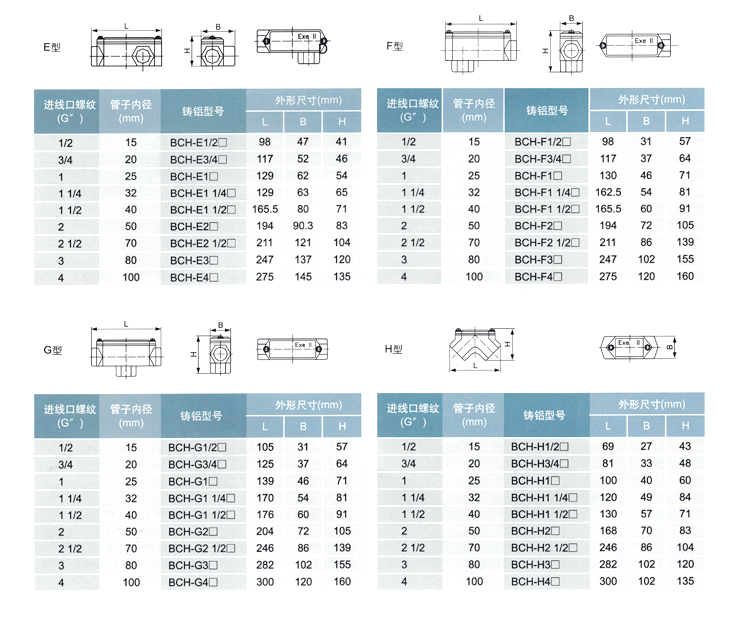 E型
L
B
H
Exe II
进线口螺纹(G″) 管子内径(mm) 铸铝型号 外形尺寸(mm)
L B H
1/2 15 BCH-E1/2□ 98 47 41
3/4 20 BCH-E3/4□ 117 52 46
1 25 BCH-E1□ 129 62 54
1 1/4 32 BCH-E1 1/4□ 129 63 65
1 1/2 40 BCH-E1 1/2□ 165.5 80 71
2 50 BCH-E2□ 194 90.3 83
2 1/2 70 BCH-E2 1/2□ 211 121 104
3 80 BCH-E3□ 247 137 120
4 100 BCH-E4□ 275 145 135
F型
L
B
H
Exe II
进线口螺纹(G″) 管子内径(mm) 铸铝型号 外形尺寸(mm)
L B H
1/2 15 BCH-F1/2□ 98 31 57
3/4 20 BCH-F3/4□ 117 37 64
1 25 BCH-F1□ 130 46 71
1 1/4 32 BCH-F1 1/4□ 162.5 54 81
1 1/2 40 BCH-F1 1/2□ 165.5 60 91
2 50 BCH-F2□ 194 72 105
2 1/2 70 BCH-F2 1/2□ 211 86 139
3 80 BCH-F3□ 247 102 155
4 100 BCH-F4□ 275 120 160
G型
L
B
H
Exe II
进线口螺纹(G″) 管子内径(mm) 铸铝型号 外形尺寸(mm)
L B H
1/2 15 BCH-G1/2□ 105 31 57
3/4 20 BCH-G3/4□ 125 37 64
1 25 BCH-G1□ 139 46 71
1 1/4 32 BCH-G1 1/4□ 170 54 81
1 1/2 40 BCH-G1 1/2□ 176 60 91
2 50 BCH-G2□ 204 72 105
2 1/2 70 BCH-G2 1/2□ 246 86 139
3 80 BCH-G3□ 282 102 155
4 100 BCH-G4□ 300 120 160
H型
L
H
Exe II
B
进线口螺纹(G″) 管子内径(mm) 铸铝型号 外形尺寸(mm)
L B H
1/2 15 BCH-H1/2□ 69 27 43
3/4 20 BCH-H3/4□ 81 33 48
1 25 BCH-H1□ 100 40 60
1 1/4 32 BCH-H1 1/4□ 120 49 84
1 1/2 40 BCH-H1 1/2□ 130 57 71
2 50 BCH-H2□ 168 70 83
2 1/2 70 BCH-H2 1/2□ 246 86 104
3 80 BCH-H3□ 282 102 120
4 100 BCH-H4□ 300 102 135